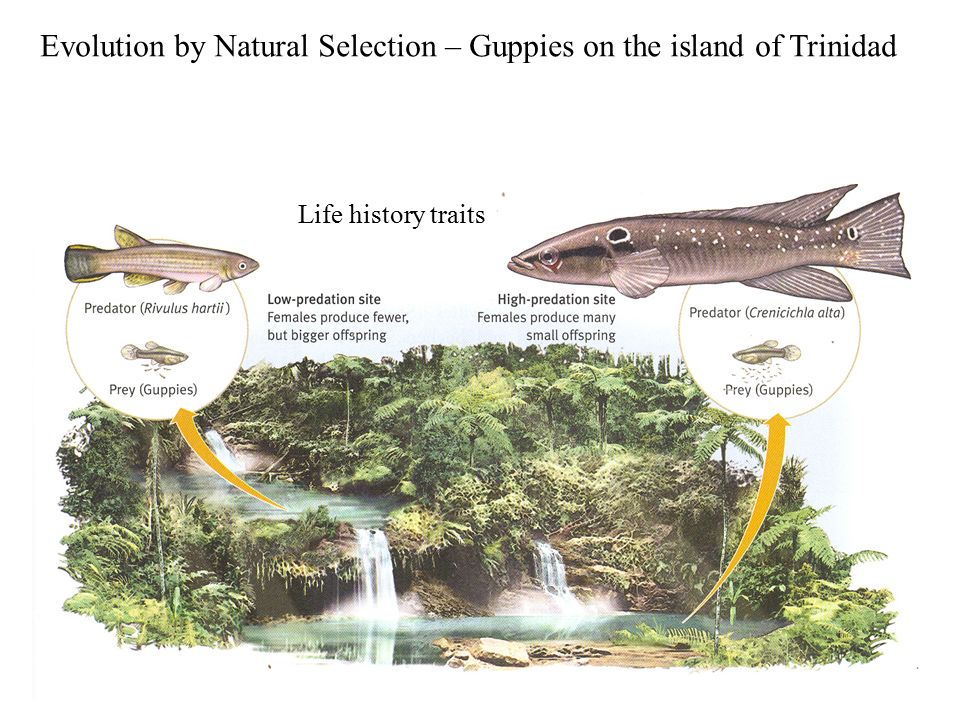 Evolution by Natural Selection – Guppies on the island of Trinidad
Life history traits
Predator (Rivulus hartii)
Prey (Guppies)
Low-predation site
Females produce fewer,
but bigger offspring
High-predation site
Females produce many
small offspring
Predator (Crenicichla alta)
Prey (Guppies)